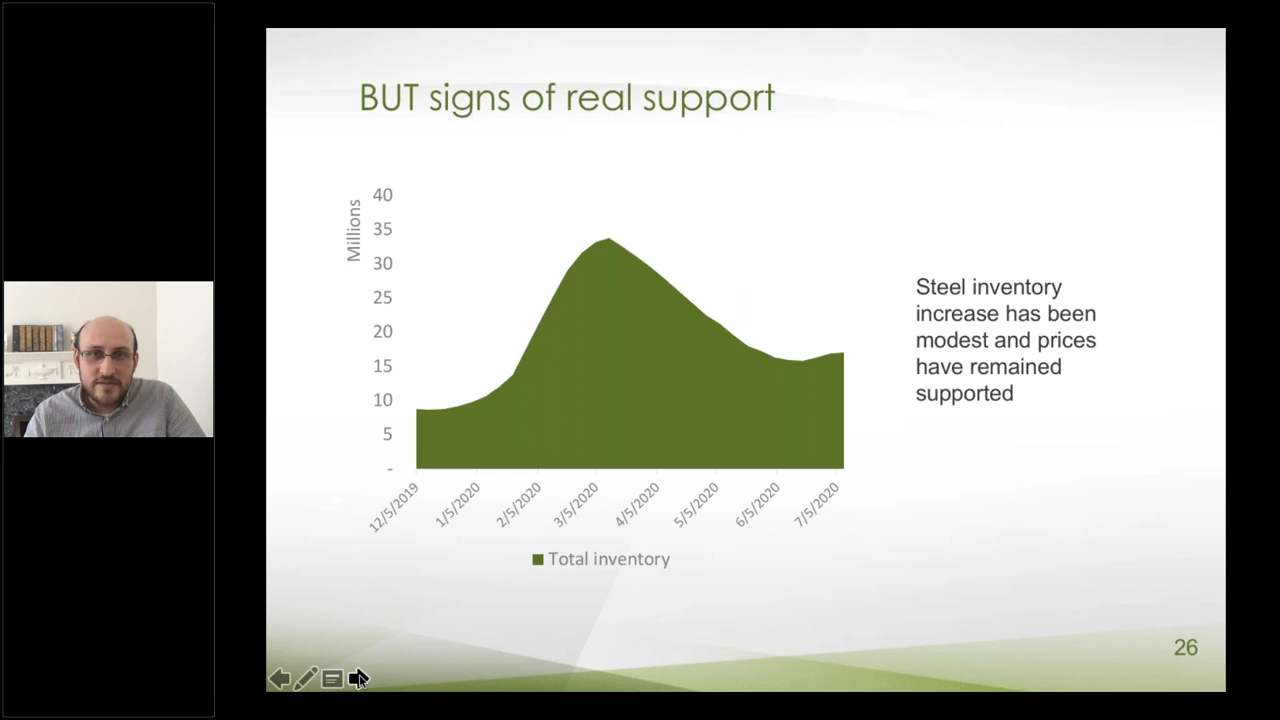 BUT signs of real support
Millions
40
35
30
25
20
15
10
5
-
12/5/2019
1/5/2020
2/5/2020
3/5/2020
4/5/2020
5/5/2020
6/5/2020
7/5/2020
Total inventory
Steel inventory
increase has been
modest and prices
have remained
supported
26